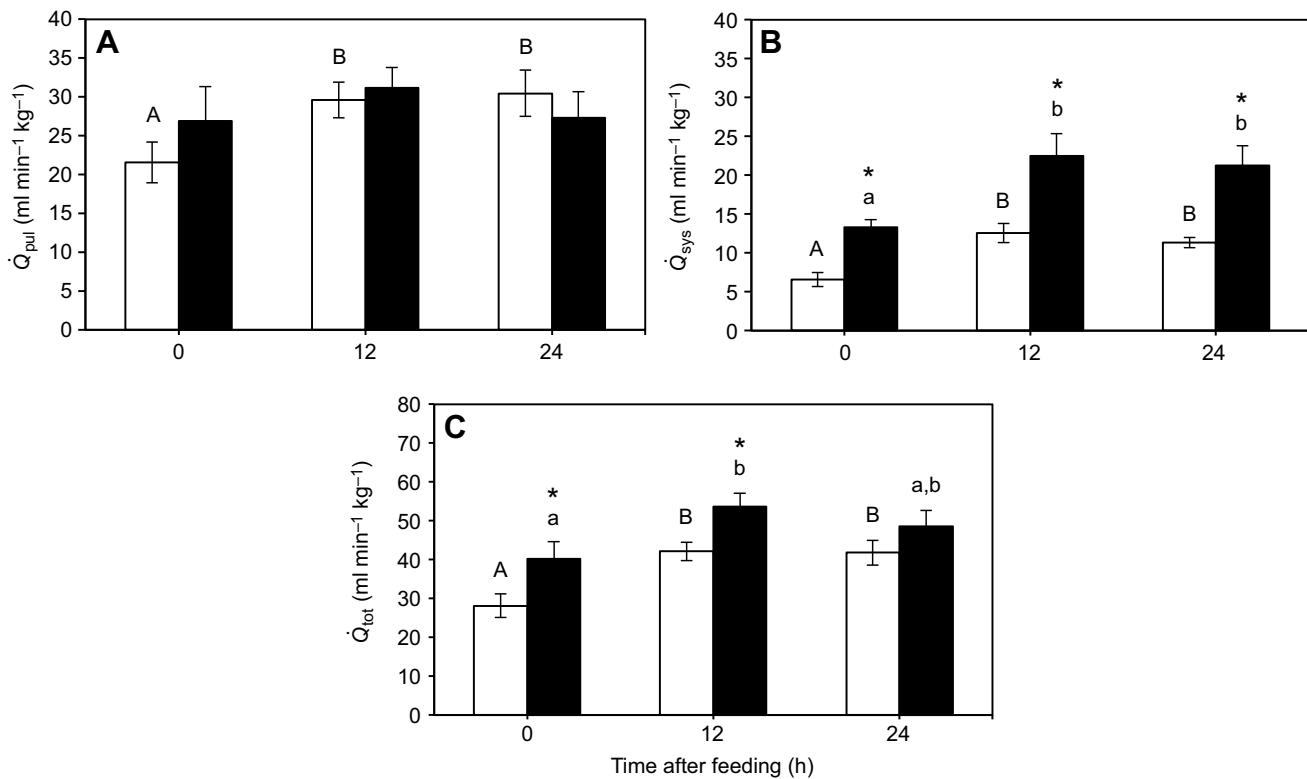 A
Q̇pul (ml min–1 kg–1)
40
35
30
25
20
15
10
5
0
A
B
B
0
12
24
B
Q̇sys (ml min–1 kg–1)
40
35
30
25
20
15
10
5
0
A
*
a
B
*
b
B
*
b
0
12
24
C
Q̇tot (ml min–1 kg–1)
80
70
60
50
40
30
20
10
0
A
*
a
B
*
b
B
a,b
0
12
24
Time after feeding (h)